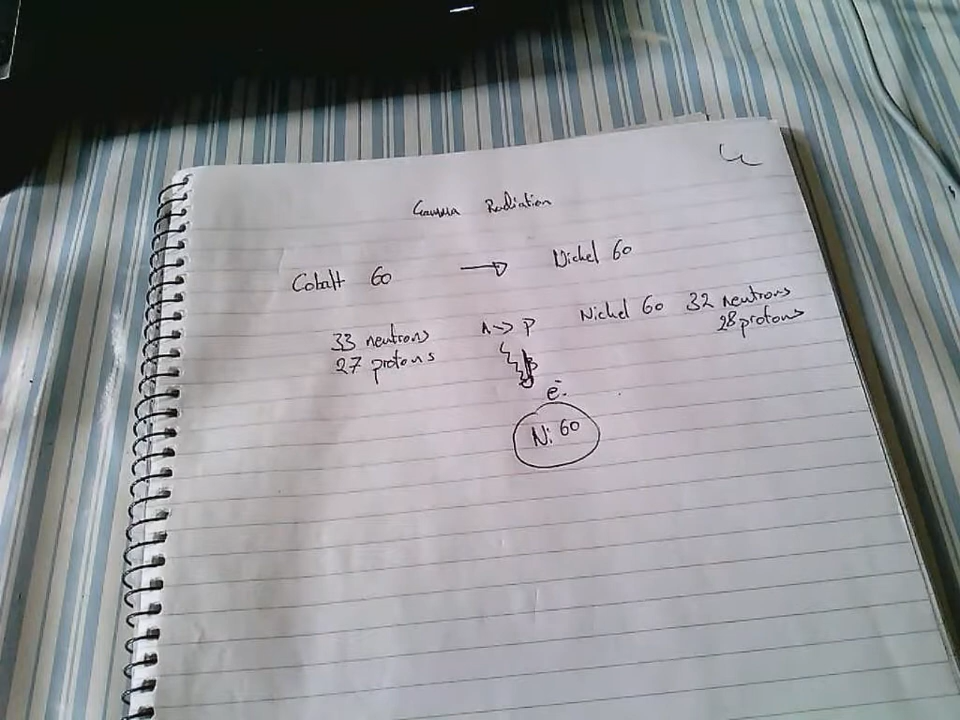 Gamma Radiation
Cobalt 60 → Nickel 60
33 neutrons n → p Nickel 60 32 neutrons
27 protons 28 protons
e-
Ni 60